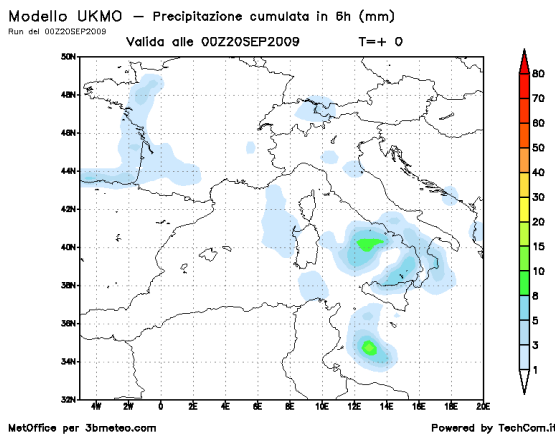 Modello UKMO – Precipitazione cumulata in 6h (mm)
Run del 00Z20SEP2009
Valida alle 00Z20SEP2009 T=+ 0
50N
48N
46N
44N
42N
40N
38N
36N
34N
32N
4W 2W 0 2E 4E 6E 8E 10E 12E 14E 16E 18E 20E
80
70
60
50
40
30
20
15
10
8
5
3
1
MetOffice per 3bmeteo.com Powered by TechCom.it